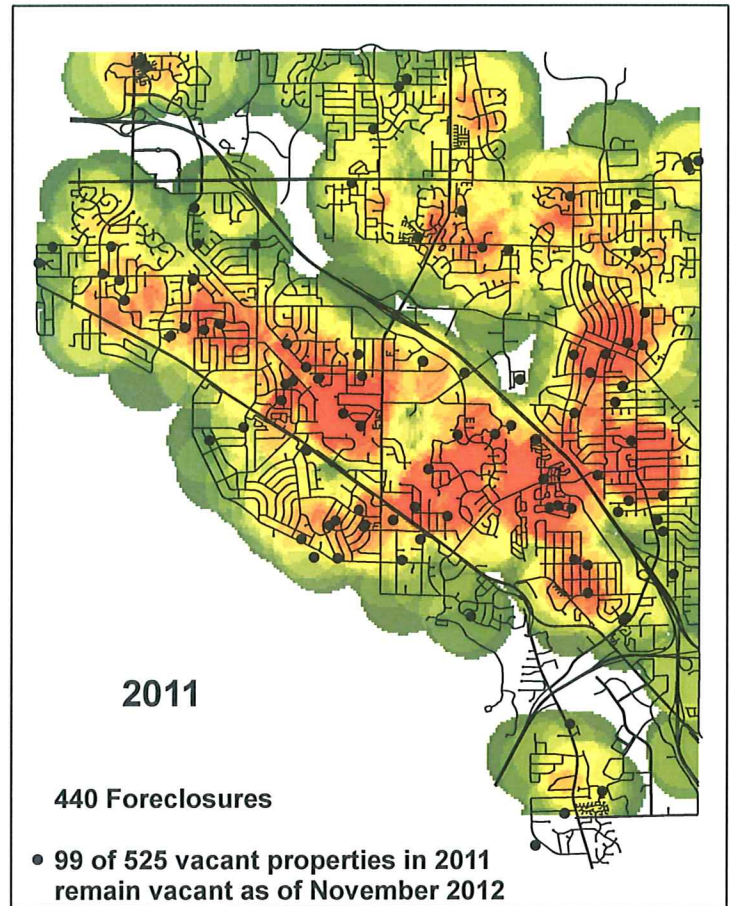 2011
440 Foreclosures
99 of 525 vacant properties in 2011
remain vacant as of November 2012